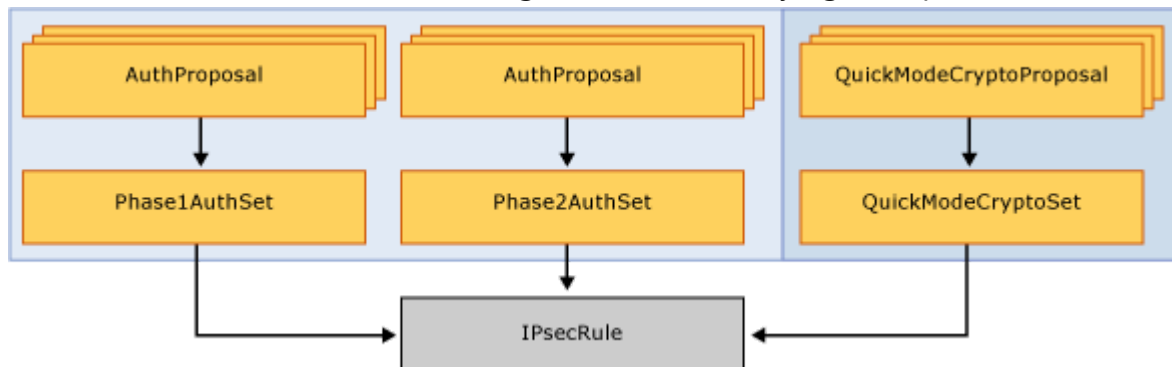 AuthProposal
AuthProposal
QuickModeCryptoProposal
Phase1AuthSet
Phase2AuthSet
QuickModeCryptoSet
IPsecRule